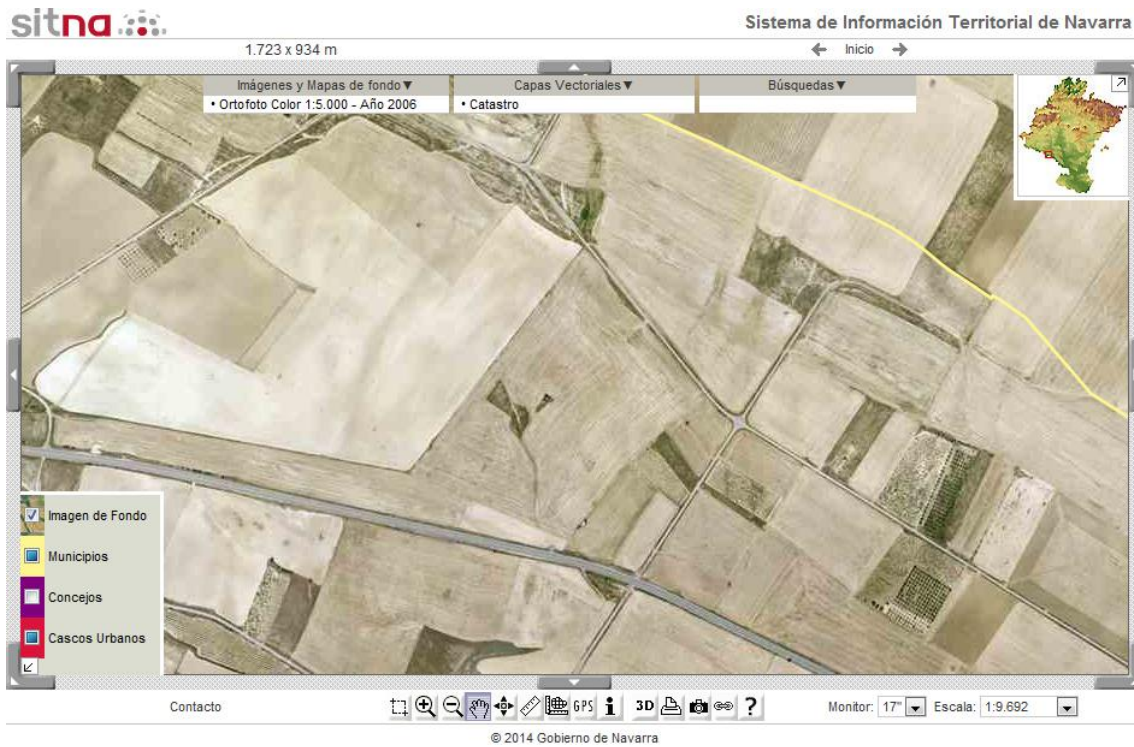 sitna
Sistema de Información Territorial de Navarra
1.723 x 934 m
Inicio
Imágenes y Mapas de fondo▼
Capas Vectoriales▼
Búsquedas▼
• Ortofoto Color 1:5.000 - Año 2006
• Catastro
Imagen de Fondo
Municipios
Concejos
Cascos Urbanos
Contacto
GPS
3D
?
Monitor: 17"
Escala: 1:9.692
© 2014 Gobierno de Navarra